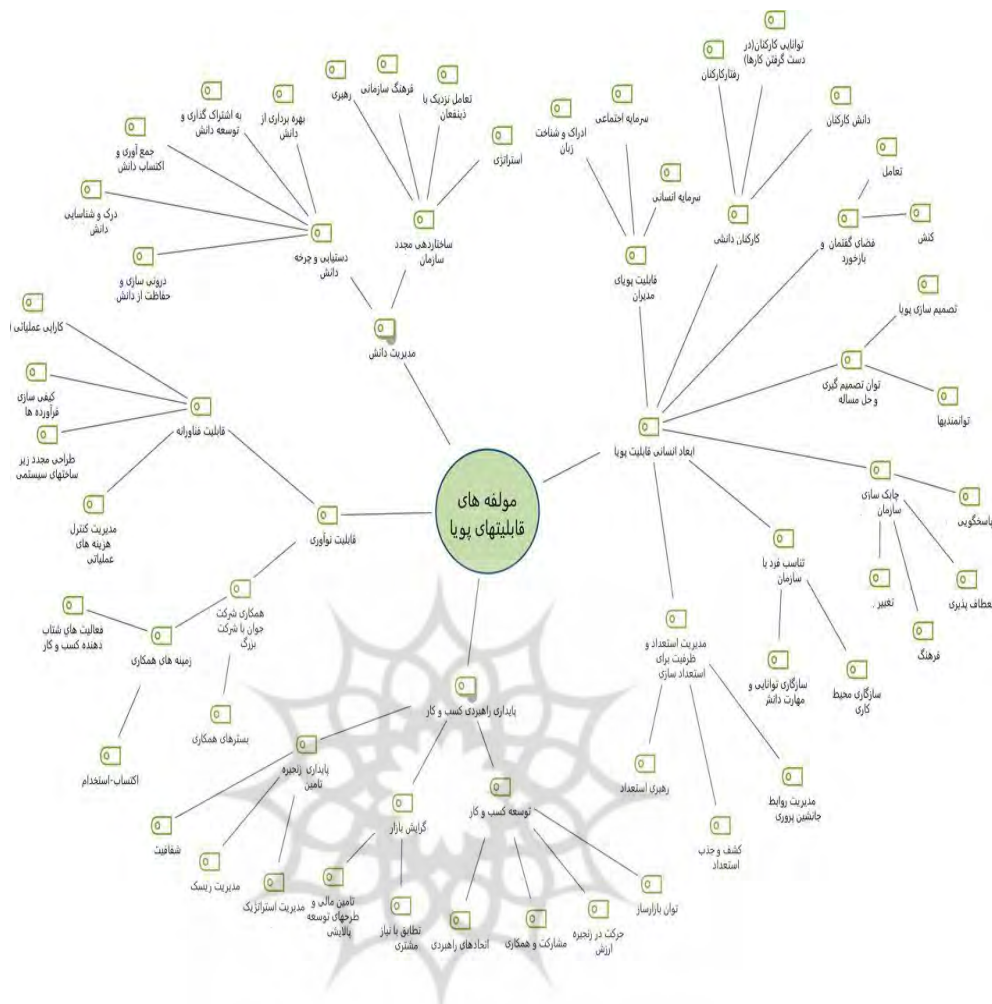 توانایی کارکنان(در
دست گرفتن کارها)
رفتارکارکنان
دانش کارکنان
تعامل
کنش
فضای گفتمان و
بازخورد
کارکنان دانشی
سرمایه اجتماعی
ادراک و شناخت
زبان
سرمایه انسانی
قابلیت پویای
مدیران
تصمیم سازی پویا
توان تصمیم گیری
و حل مساله
توانمندیها
ابعاد انسانی قابلیت پویا
چابک سازی
سازمان
پاسخگویی
تغییر .
فرهنگ
تناسب فرد با
سازمان
سازگاری توانایی و
مهارت دانش
سازگاری محیط
کاری
مدیریت استعداد و
ظرفیت برای
استعداد سازی
رهبری استعداد
کشف و جذب
استعداد
مدیریت روابط
جانشین پروری
تعامل نزدیک با
ذینفعان
فرهنگ سازمانی
رهبری
استراتژی
ساختاردهی مجدد
سازمان
بهره برداری از
دانش
به اشتراک گذاری و
توسعه دانش
جمع آوری و
اکتساب دانش
درک و شناسایی
دانش
درونی سازی و
حفاظت از دانش.
دستیابی و چرخه
دانش
مدیریت دانش
مولفه های
قابلیتهای پویا
کارایی عملیاتی (
کیفی سازی
فرآورده ها
طراحی مجدد زیر
ساختهای سیستمی
مدیریت کنترل
هزینه های
عملیاتی
قابلیت فناورانه
قابلیت نوآوری
همکاری شرکت
جوان با شرکت
بزرگ
زمینه های همکاری
فعالیت های شتاب
دهنده کسب و کار
اکتساب-استخدام
بسترهای همکاری
پایداری راهبردی کسب و کار
پایداری زنجیره
تامین
شفافیت
مدیریت ریسک
مدیریت استراتژیک
گرایش بازار
تامین مالی و
طرحهای توسعه
پالایشی
تطابق با نیاز
مشتری
توسعه کسب و کار
اتحادهای راهبردی
مشارکت و همکاری
حرکت در زنجیره
ارزش
توان بازارساز